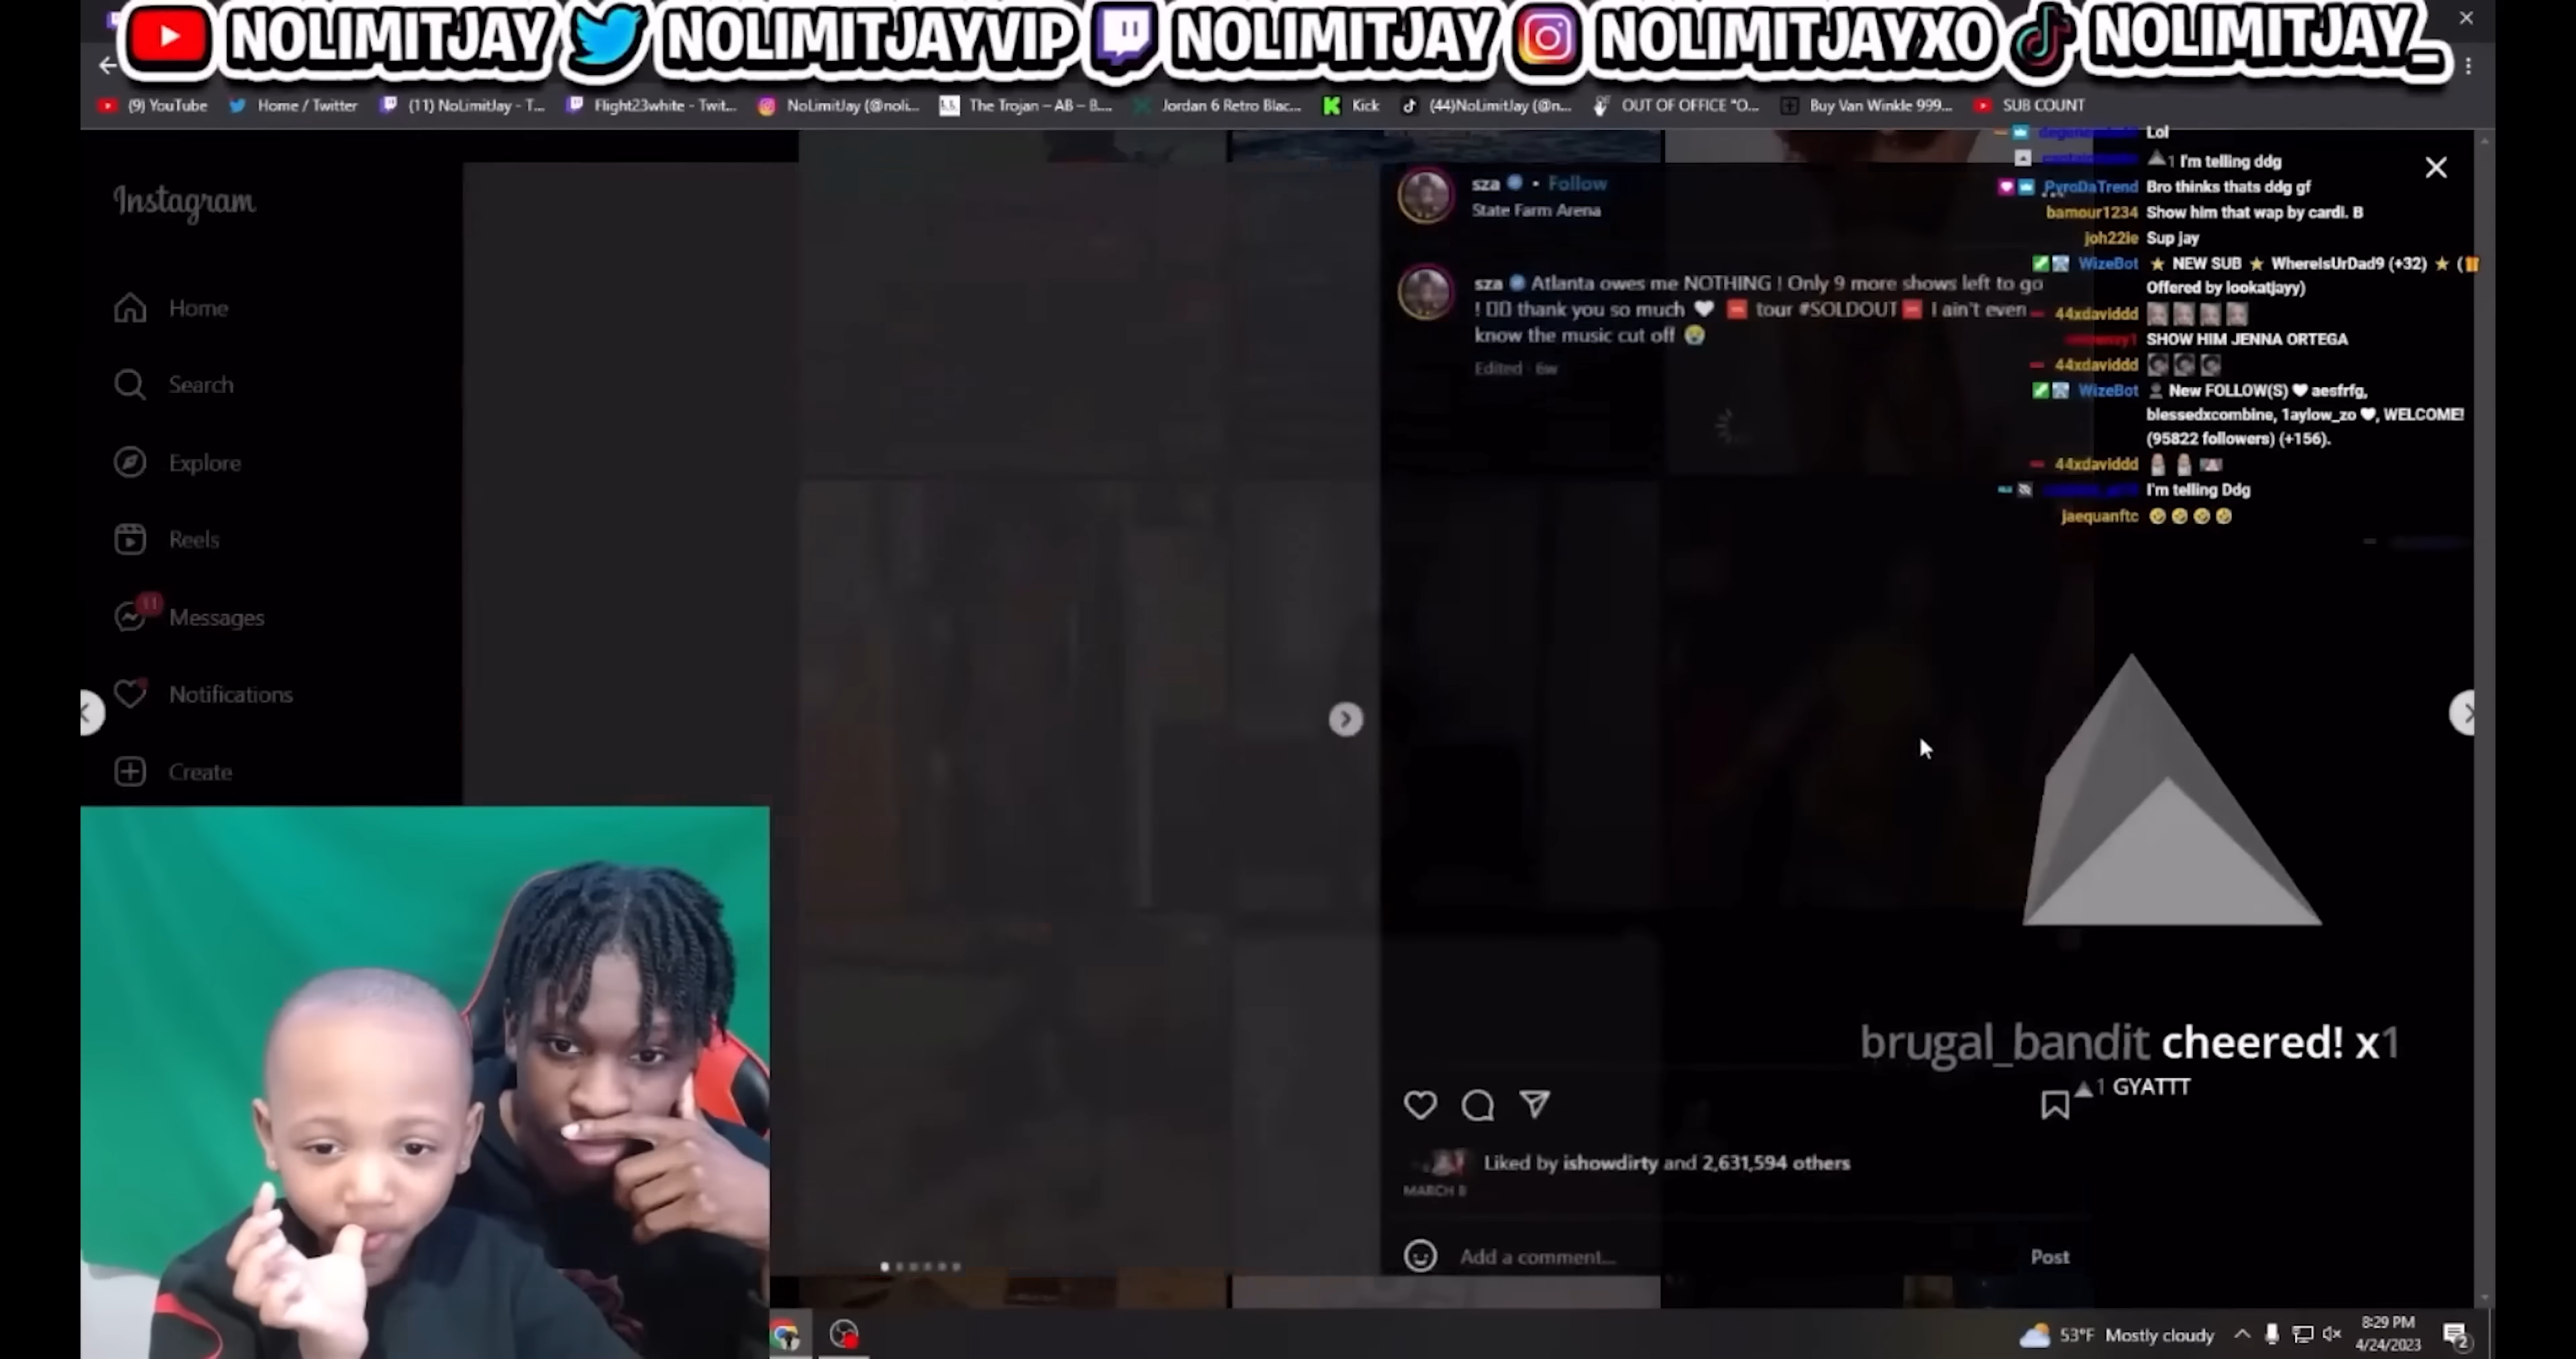 NOLIMITJAY NOLIMITJAYVIP NOLIMITJAY NOLIMITJAYXO NOLIMITJAY_
(9) YouTube Home / Twitter (11) NoLimitJay - T... Flight23white - Twit... NoLimitJay (@noli... The Trojan – AB – B.... Jordan 6 Retro Blac... Kick (44)NoLimitJay (@n... OUT OF OFFICE "O... Buy Van Winkle 999... SUB COUNT
Instagram
Home
Search
Explore
Reels
11
Messages
Notifications
Create
sza • Follow
State Farm Arena
sza Atlanta owes me NOTHING ! Only 9 more shows left to go
! thank you so much 🤍 tour #SOLDOUT I ain't even
know the music cut off 😭
Edited · 6w
Lol
1 I'm telling ddg
PyroDaTrend Bro thinks thats ddg gf
bamour1234 Show him that wap by cardi. B
joh22le Sup jay
WizeBot ★ NEW SUB ★ WhereIsUrDad9 (+32) ★ (
Offered by lookatjayy)
44xdaviddd
SHOW HIM JENNA ORTEGA
44xdaviddd
WizeBot New FOLLOW(S) aesfrfg,
blessedxcombine, 1aylow_zo , WELCOME!
(95822 followers) (+156).
44xdaviddd
I'm telling Ddg
jaequanftc 🤣🤣🤣🤣
brugal_bandit cheered! x1
1 GYATTT
Liked by ishowdirty and 2,631,594 others
MARCH 8
Add a comment... Post
53°F Mostly cloudy
8:29 PM
4/24/2023
2